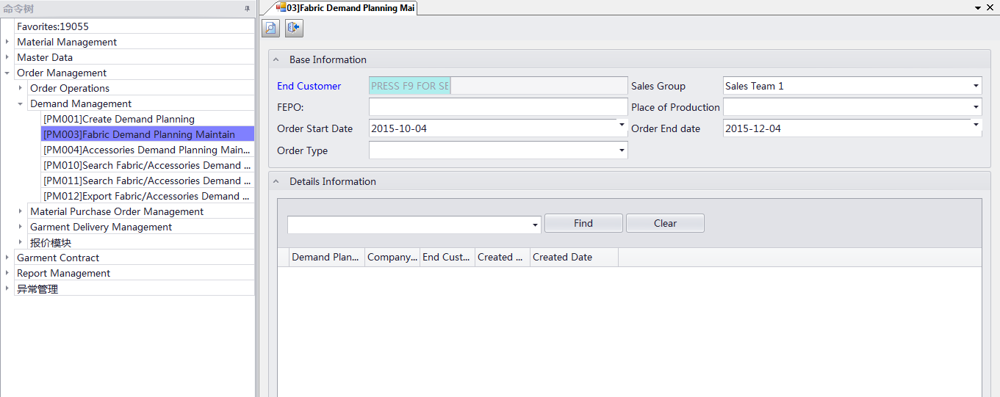 命令树
Favorites:19055
Material Management
Master Data
Order Management
Order Operations
Demand Management
[PM001]Create Demand Planning
[PM003]Fabric Demand Planning Maintain
[PM004]Accessories Demand Planning Main...
[PM010]Search Fabric/Accessories Demand ...
[PM011]Search Fabric/Accessories Demand ...
[PM012]Export Fabric/Accessories Demand ...
Material Purchase Order Management
Garment Delivery Management
报价模块
Garment Contract
Report Management
异常管理
03]Fabric Demand Planning Mai
Base Information
End Customer PRESS F9 FOR SE Sales Group Sales Team 1
FEPO: Place of Production
Order Start Date 2015-10-04 Order End date 2015-12-04
Order Type
Details Information
Find Clear
Demand Plan... Company... End Cust... Created ... Created Date